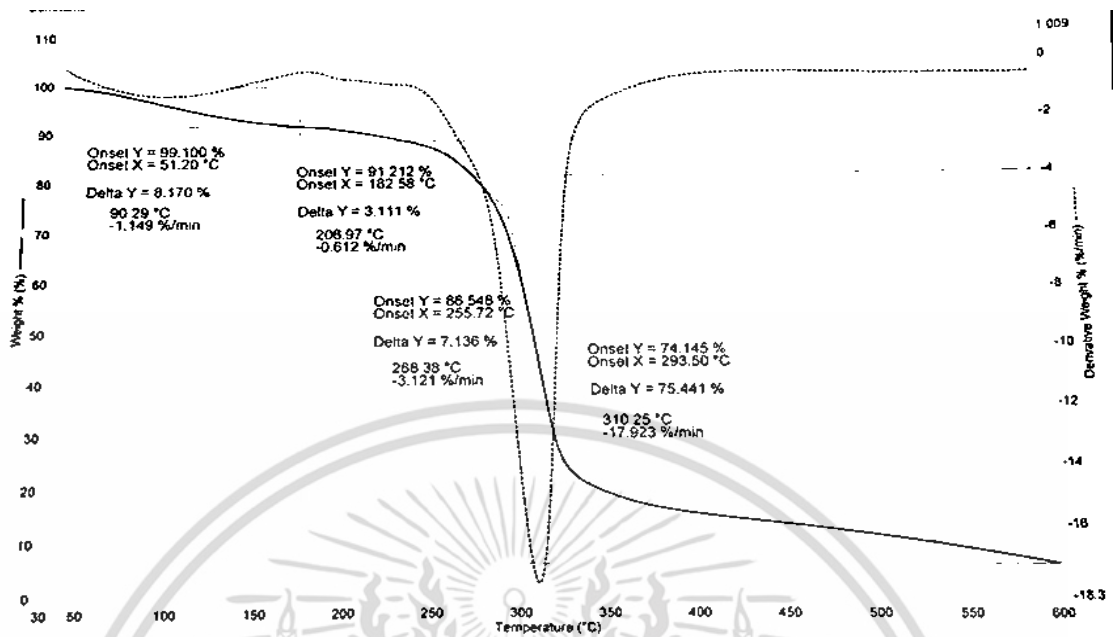 1 009
110
100
90
80
70
60
50
40
30
20
10
0
Weight % (%)
Onset Y = 99.100 %
Onset X = 51.20 °C
Delta Y = 8.170 %
90.29 °C
-1.149 %/min
Onset Y = 91.212 %
Onset X = 182.58 °C
Delta Y = 3.111 %
206.97 °C
-0.612 %/min
Onset Y = 86.548 %
Onset X = 255.72 °C
Delta Y = 7.136 %
268.38 °C
-3.121 %/min
Onset Y = 74.145 %
Onset X = 293.50 °C
Delta Y = 75.441 %
310.25 °C
-17.923 %/min
0
-2
-4
-6
-8
-10
-12
-14
-16
-18.3
Derivative Weight % (%/min)
30 50 100 150 200 250 300 350 400 450 500 550 600
Temperature (°C)